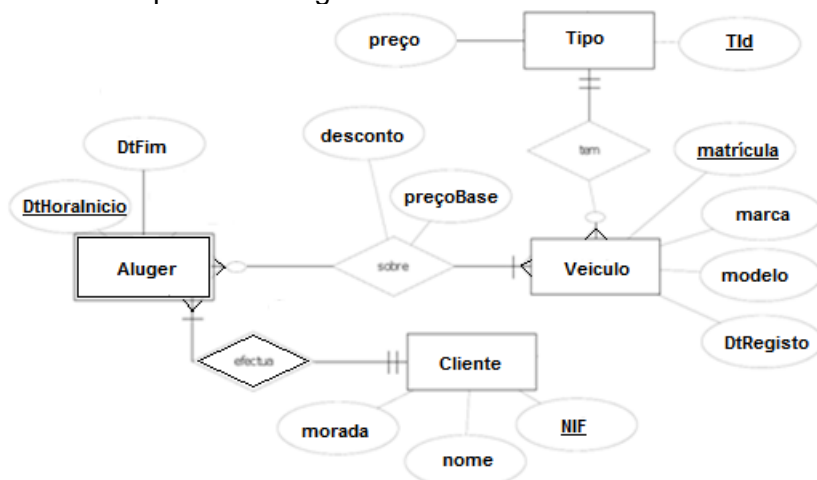 preço
Tipo
TId
DtFim
desconto
tem
matrícula
DtHoraInicio
preçoBase
marca
Aluger
sobre
Veiculo
modelo
DtRegisto
efectua
Cliente
morada
NIF
nome